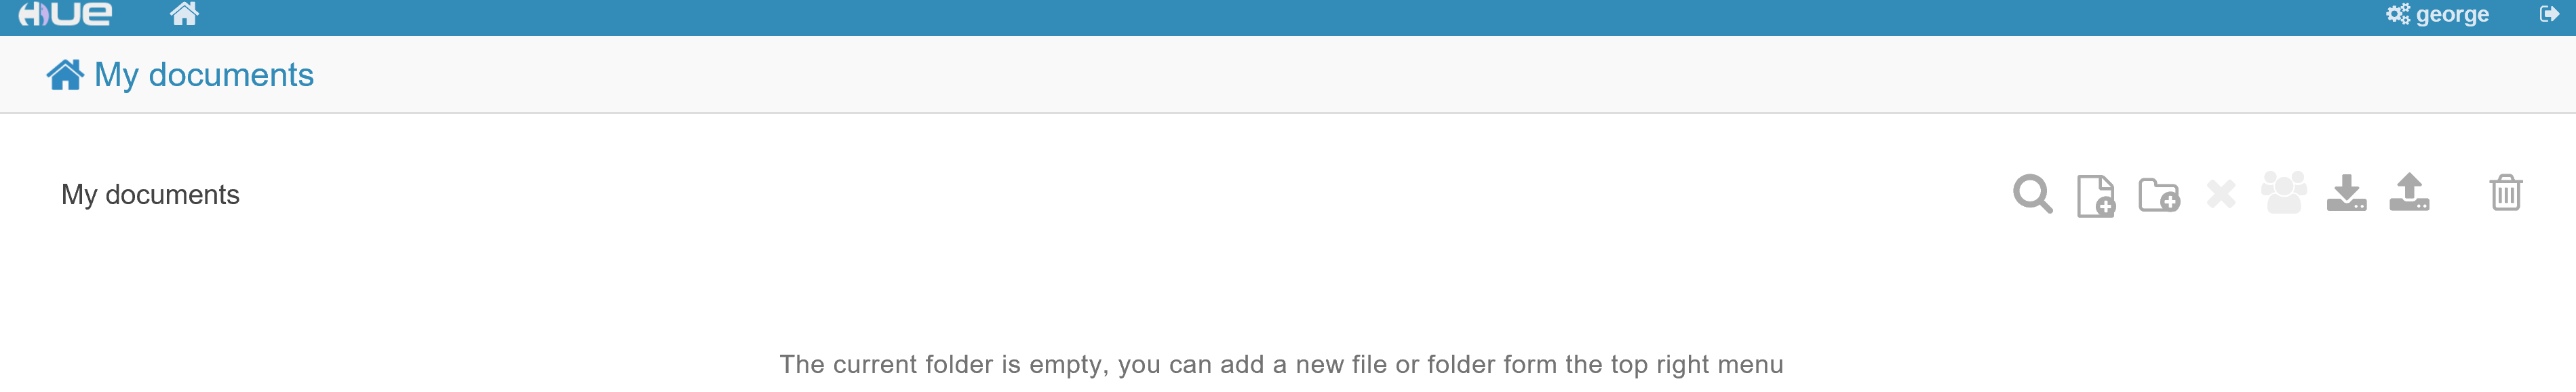 HUE
george
My documents
My documents
The current folder is empty, you can add a new file or folder form the top right menu